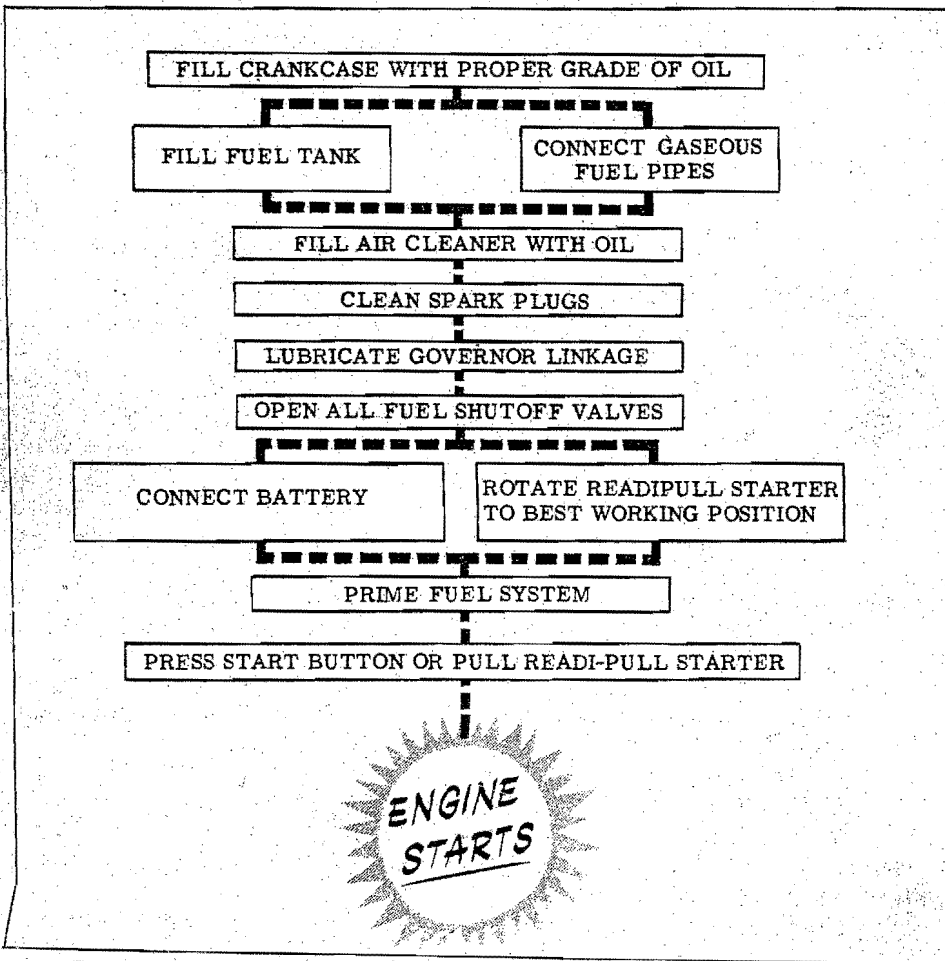 FILL CRANKCASE WITH PROPER GRADE OF OIL
FILL FUEL TANK
CONNECT GASEOUS
FUEL PIPES
FILL AIR CLEANER WITH OIL
CLEAN SPARK PLUGS
LUBRICATE GOVERNOR LINKAGE
OPEN ALL FUEL SHUTOFF VALVES
CONNECT BATTERY
ROTATE READIPULL STARTER
TO BEST WORKING POSITION
PRIME FUEL SYSTEM
PRESS START BUTTON OR PULL READI-PULL STARTER
ENGINE
STARTS